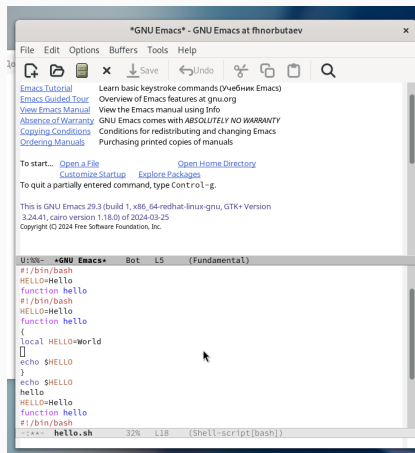 *GNU Emacs* - GNU Emacs at fhnorbutaev
File Edit Options Buffers Tools Help
Save Undo
Emacs Tutorial Learn basic keystroke commands (Учебник Emacs)
Emacs Guided Tour Overview of Emacs features at gnu.org
View Emacs Manual View the Emacs manual using Info
Absence of Warranty GNU Emacs comes with ABSOLUTELY NO WARRANTY
Copying Conditions Conditions for redistributing and changing Emacs
Ordering Manuals Purchasing printed copies of manuals
To start... Open a File Open Home Directory
Customize Startup Explore Packages
To quit a partially entered command, type Control-g.
This is GNU Emacs 29.3 (build 1, x86_64-redhat-linux-gnu, GTK+ Version
3.24.41, cairo version 1.18.0) of 2024-03-25
Copyright (C) 2024 Free Software Foundation, Inc.
U:%%- *GNU Emacs* Bot L5 (Fundamental)
#!/bin/bash
HELLO=Hello
function hello
#!/bin/bash
HELLO=Hello
function hello
{
local HELLO=World
echo $HELLO
}
echo $HELLO
hello
HELLO=Hello
function hello
#!/bin/bash
-:**- hello.sh 32% L18 (Shell-script[bash])